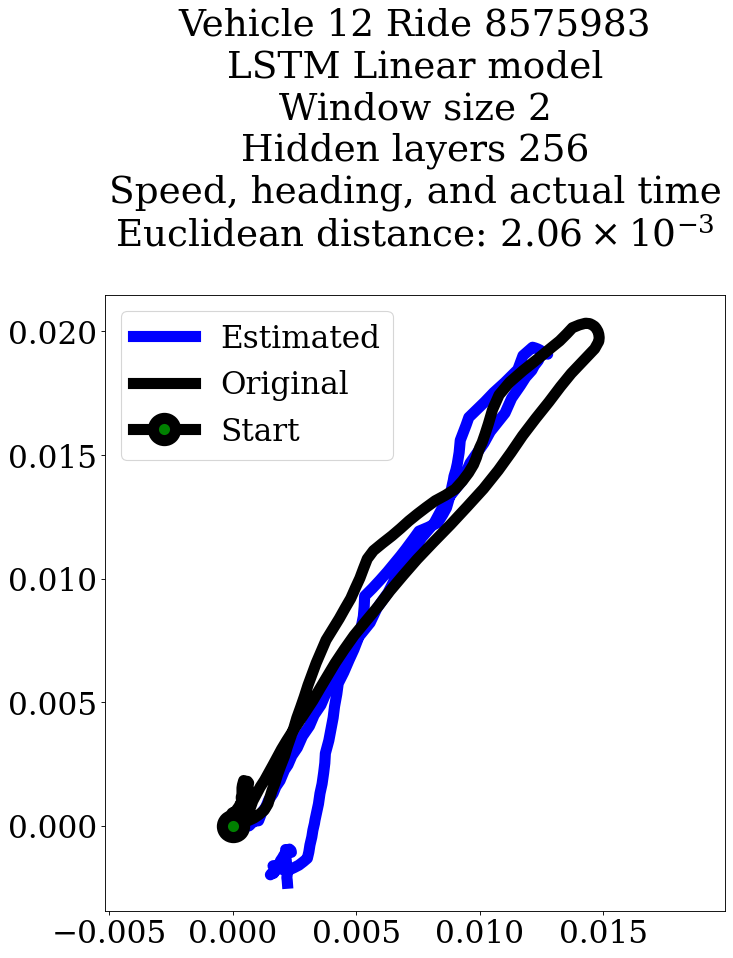 Vehicle 12 Ride 8575983
LSTM Linear model
Window size 2
Hidden layers 256
Speed, heading, and actual time
Euclidean distance: 2.06 × 10⁻³
Estimated
Original
Start
0.020
0.015
0.010
0.005
0.000
−0.005 0.000 0.005 0.010 0.015